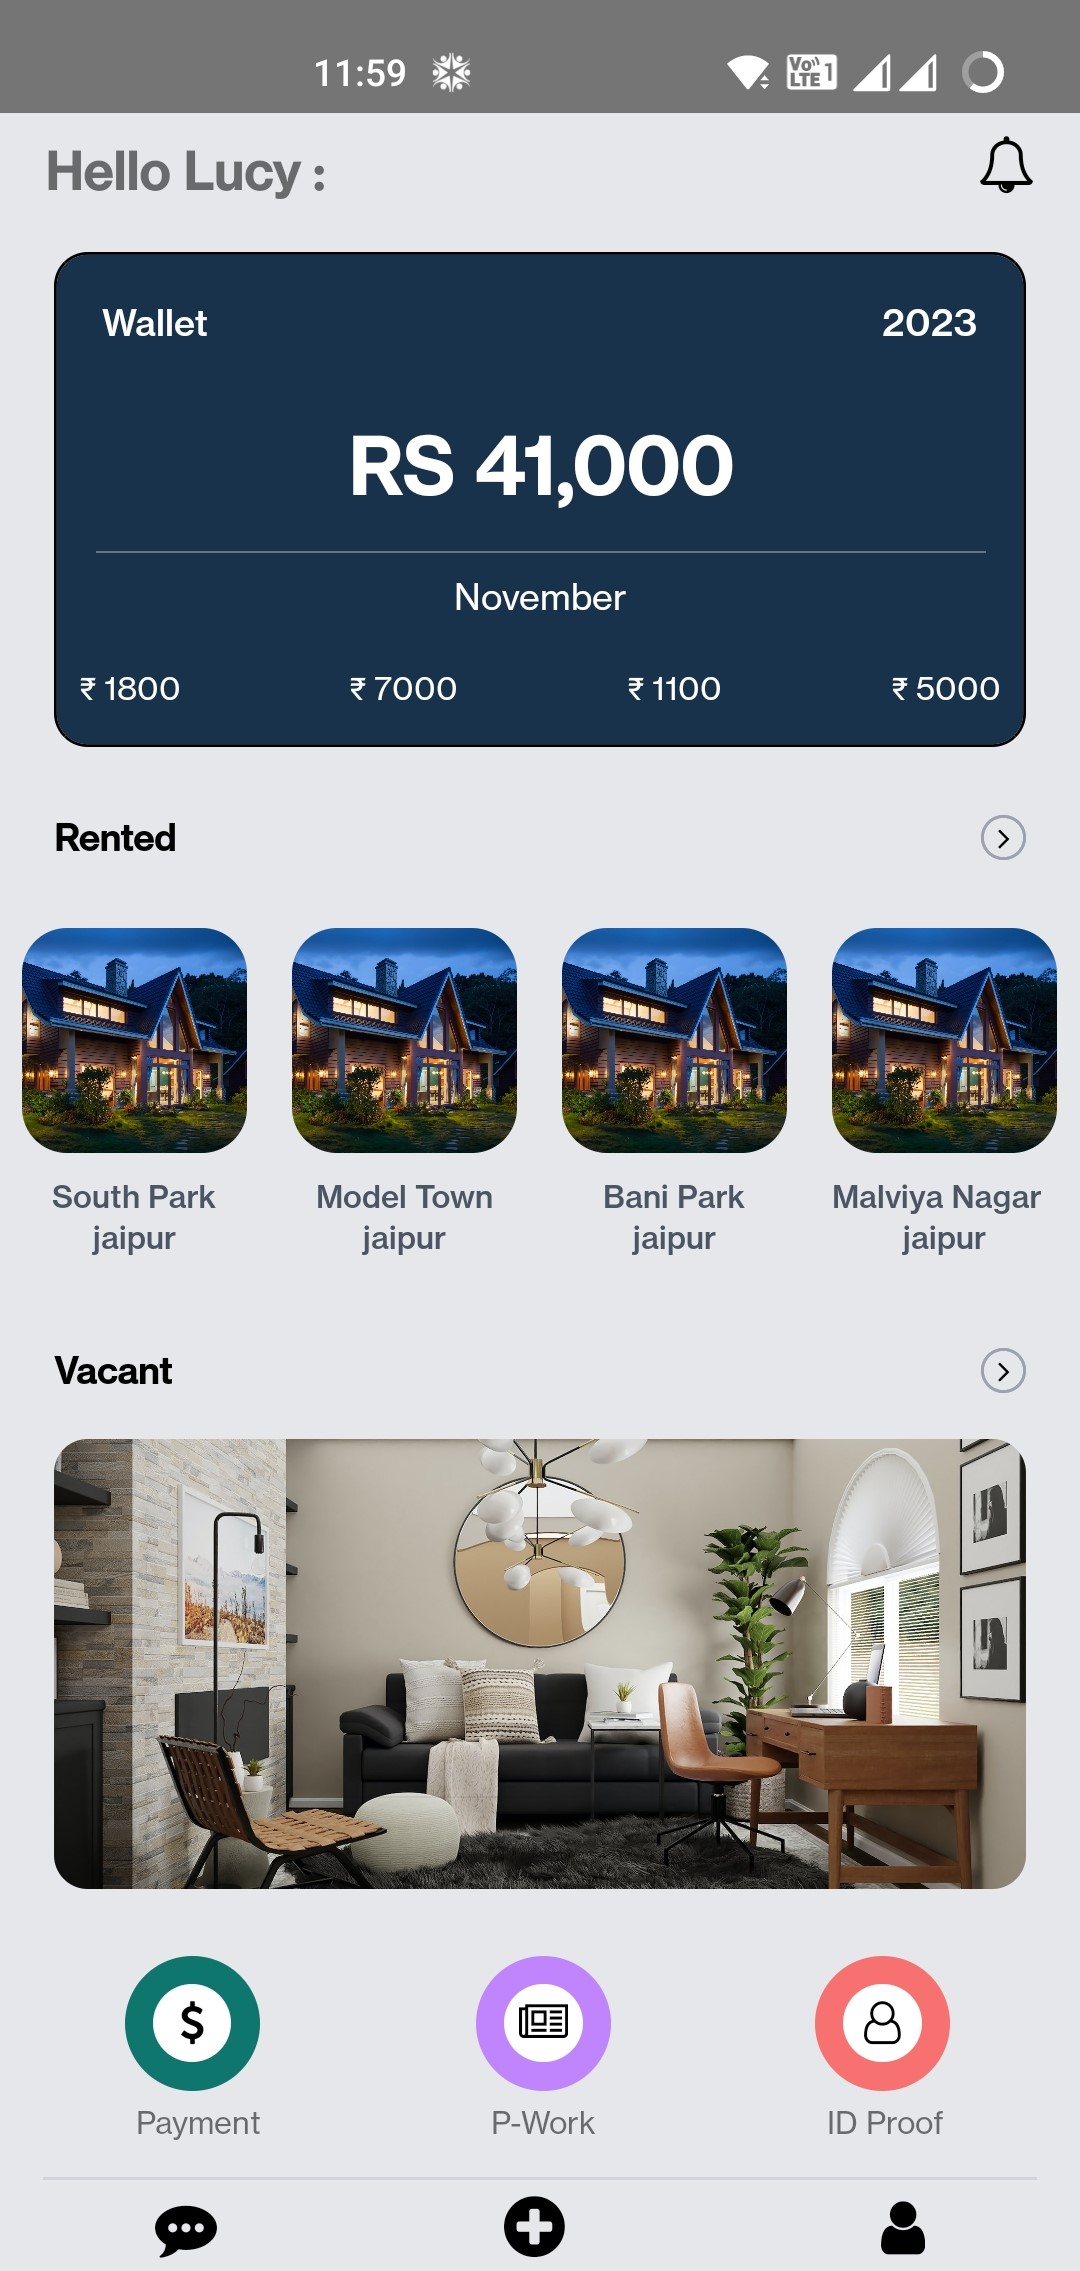 11:59
Vo)) LTE 1
Hello Lucy :
Wallet 2023
RS 41,000
November
₹ 1800 ₹ 7000 ₹ 1100 ₹ 5000
Rented
South Park Model Town Bani Park Malviya Nagar
jaipur jaipur jaipur jaipur
Vacant
$
Payment P-Work ID Proof